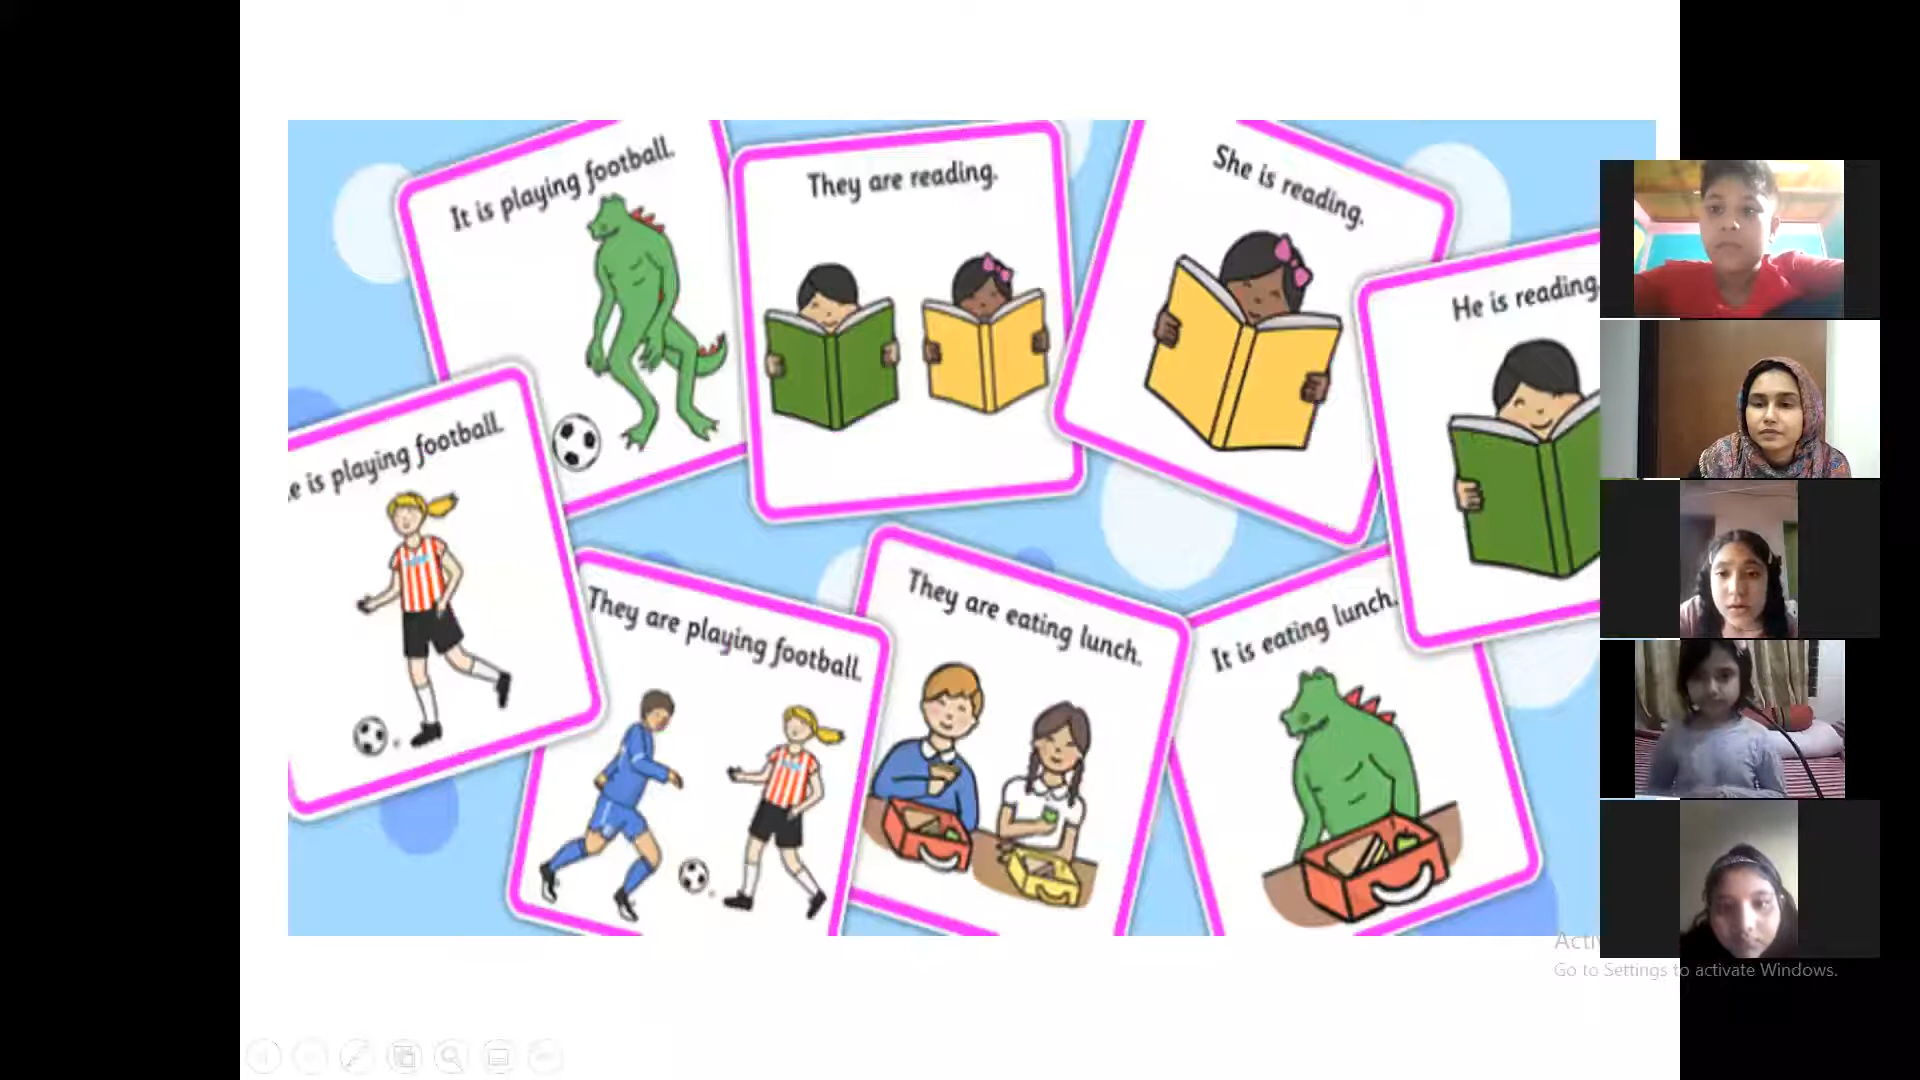 It is playing football.
They are reading.
She is reading.
He is reading
e is playing football.
They are playing football.
They are eating lunch.
It is eating lunch.
Acti
Go to Settings to activate Windows.